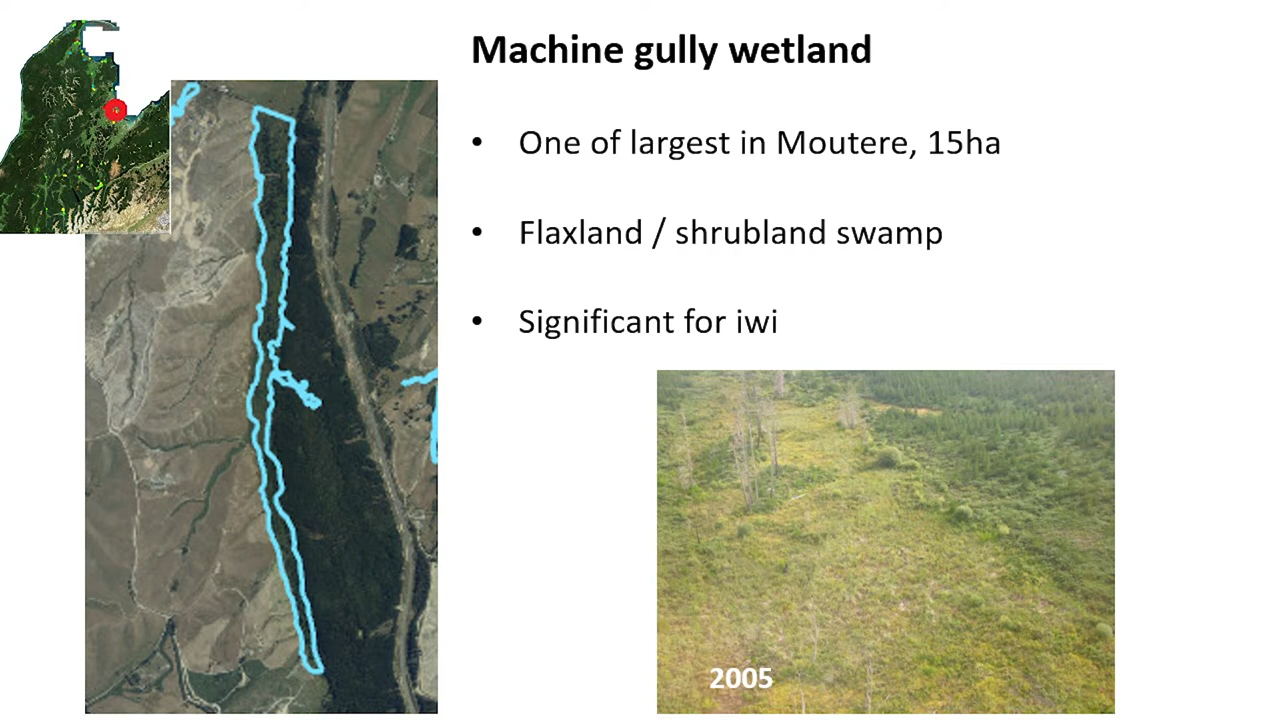 Machine gully wetland
• One of largest in Moutere, 15ha
• Flaxland / shrubland swamp
• Significant for iwi
2005